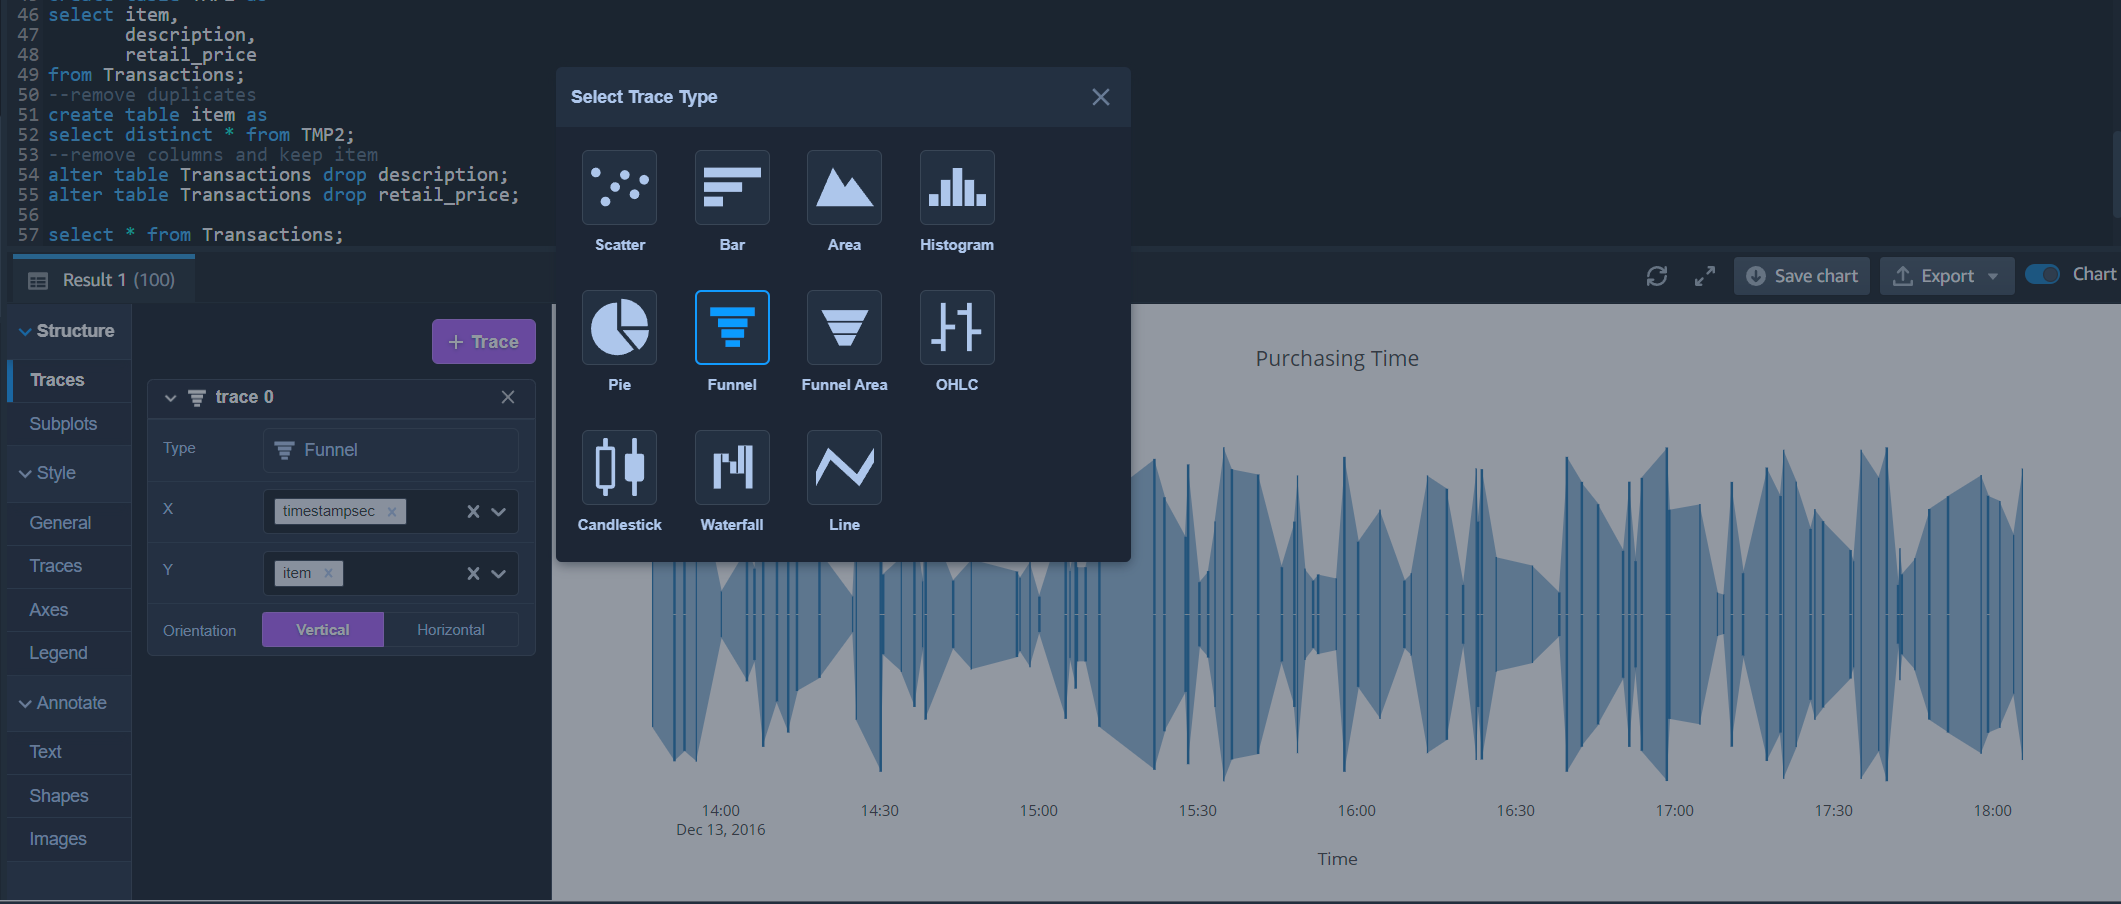 46 select item,
47 description,
48 retail_price
49 from Transactions;
50 --remove duplicates
51 create table item as
52 select distinct * from TMP2;
53 --remove columns and keep item
54 alter table Transactions drop description;
55 alter table Transactions drop retail_price;
56
57 select * from Transactions;
Result 1 (100)
Save chart
Export
Chart
Structure
Traces
Subplots
Style
General
Traces
Axes
Legend
Annotate
Text
Shapes
Images
+ Trace
trace 0
Type
Funnel
X
timestampsec
Y
item
Orientation
Vertical
Horizontal
Select Trace Type
Scatter
Bar
Area
Histogram
Pie
Funnel
Funnel Area
OHLC
Candlestick
Waterfall
Line
Purchasing Time
14:00
14:30
15:00
15:30
16:00
16:30
17:00
17:30
18:00
Dec 13, 2016
Time